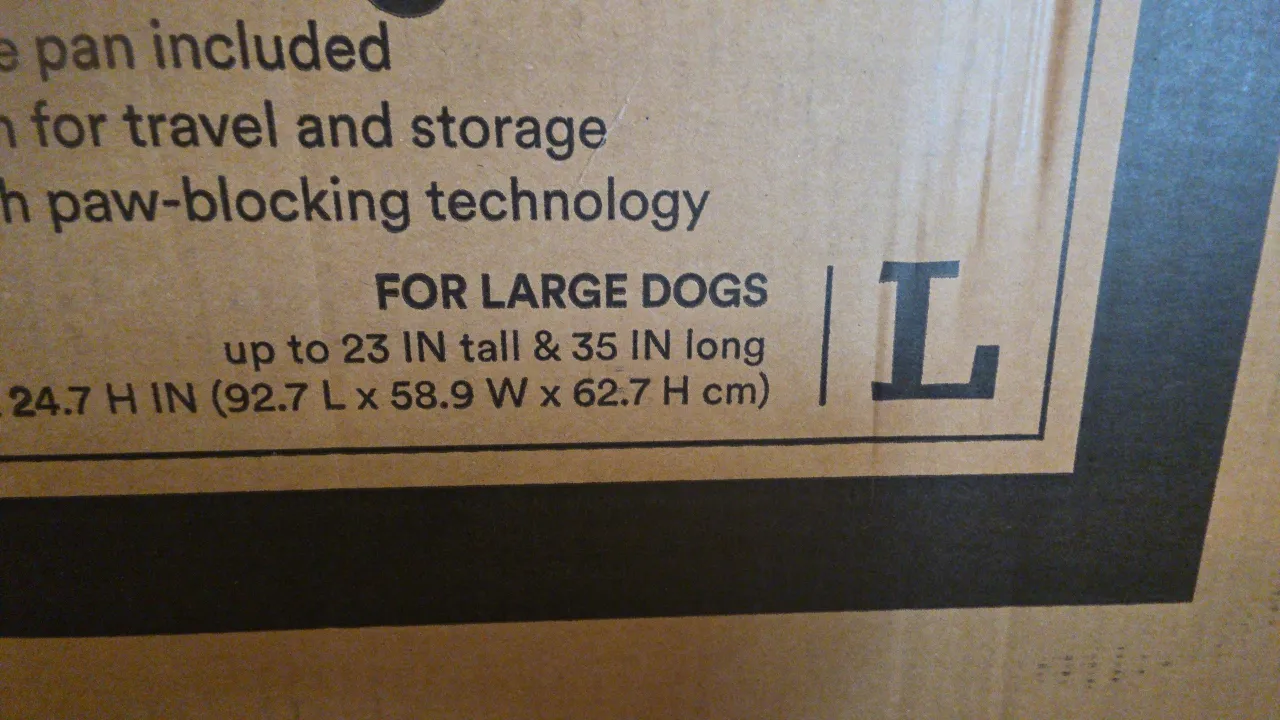 e pan included
for travel and storage
h paw-blocking technology
FOR LARGE DOGS
up to 23 IN tall & 35 IN long
24.7 H IN (92.7 L x 58.9 W x 62.7 H cm)
L